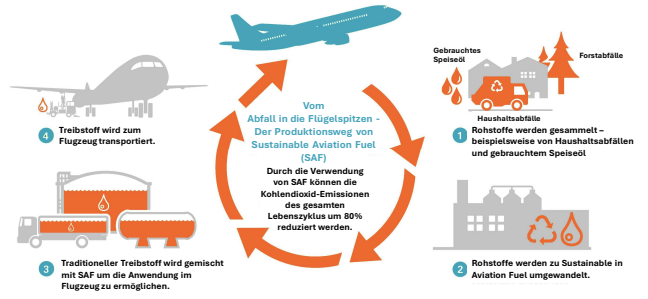 Vom
Abfall in die Flügelspitzen -
Der Produktionsweg von
Sustainable Aviation Fuel
(SAF)
Durch die Verwendung
von SAF können die
Kohlendioxid-Emissionen
des gesamten
Lebenszyklus um 80%
reduziert werden.
Gebrauchtes
Speiseöl
Forstabfälle
Haushaltsabfälle
1 Rohstoffe werden gesammelt –
beispielsweise von Haushaltsabfällen
und gebrauchtem Speiseöl
2 Rohstoffe werden zu Sustainable in
Aviation Fuel umgewandelt.
3 Traditioneller Treibstoff wird gemischt
mit SAF um die Anwendung im
Flugzeug zu ermöglichen.
4 Treibstoff wird zum
Flugzeug transportiert.